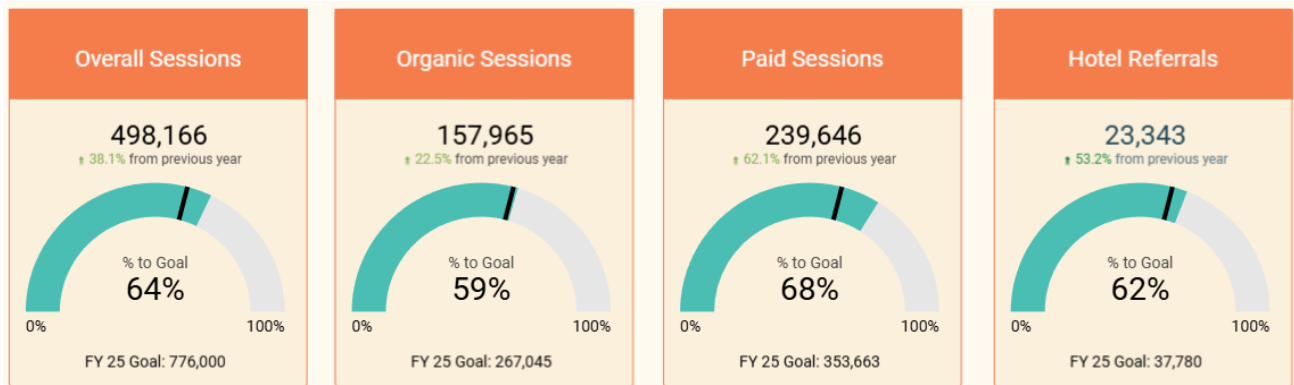 Overall Sessions
498,166
38.1% from previous year
% to Goal
64%
0%
100%
FY 25 Goal: 776,000
Organic Sessions
157,965
22.5% from previous year
% to Goal
59%
0%
100%
FY 25 Goal: 267,045
Paid Sessions
239,646
62.1% from previous year
% to Goal
68%
0%
100%
FY 25 Goal: 353,663
Hotel Referrals
23,343
53.2% from previous year
% to Goal
62%
0%
100%
FY 25 Goal: 37,780